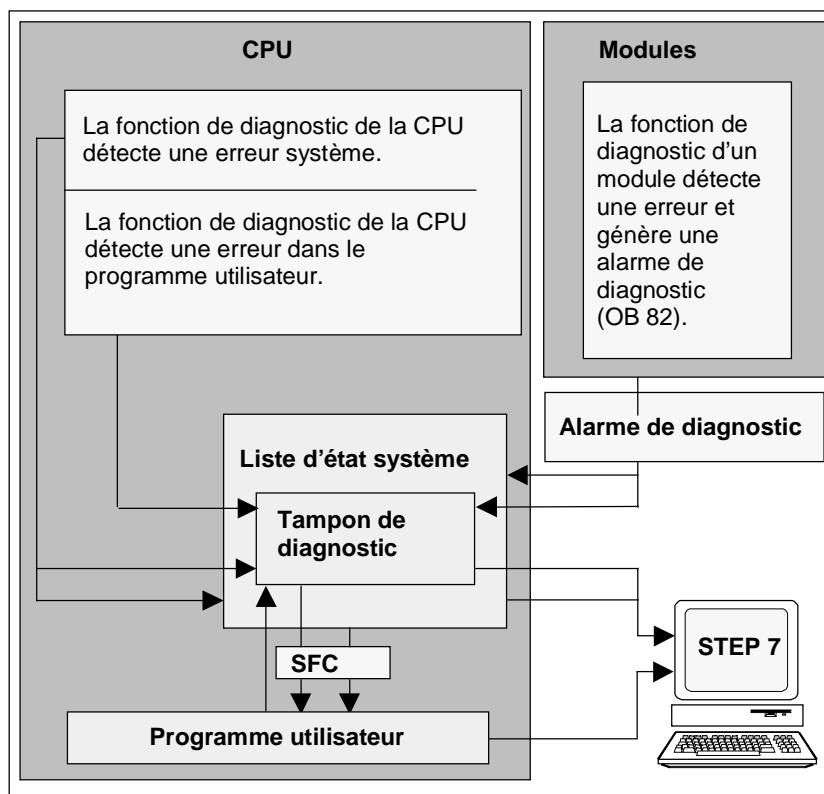 CPU
La fonction de diagnostic de la CPU
détecte une erreur système.
La fonction de diagnostic de la CPU
détecte une erreur dans le
programme utilisateur.
Modules
La fonction de
diagnostic d’un
module détecte
une erreur et
génère une
alarme de
diagnostic
(OB 82).
Alarme de diagnostic
Liste d’état système
Tampon de
diagnostic
SFC
Programme utilisateur
STEP 7